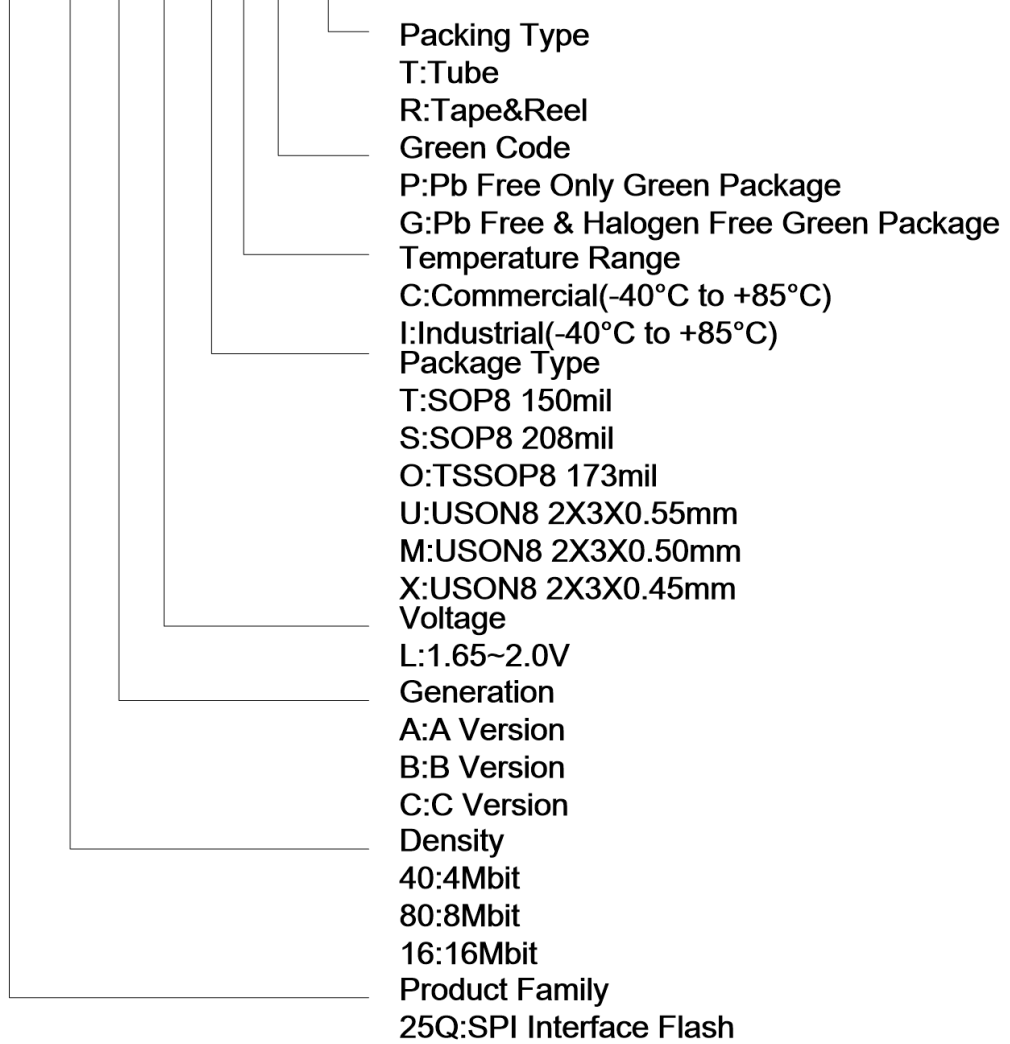 Packing Type
T:Tube
R:Tape&Reel
Green Code
P:Pb Free Only Green Package
G:Pb Free & Halogen Free Green Package
Temperature Range
C:Commercial(-40°C to +85°C)
I:Industrial(-40°C to +85°C)
Package Type
T:SOP8 150mil
S:SOP8 208mil
O:TSSOP8 173mil
U:USON8 2X3X0.55mm
M:USON8 2X3X0.50mm
X:USON8 2X3X0.45mm
Voltage
L:1.65~2.0V
Generation
A:A Version
B:B Version
C:C Version
Density
40:4Mbit
80:8Mbit
16:16Mbit
Product Family
25Q:SPI Interface Flash